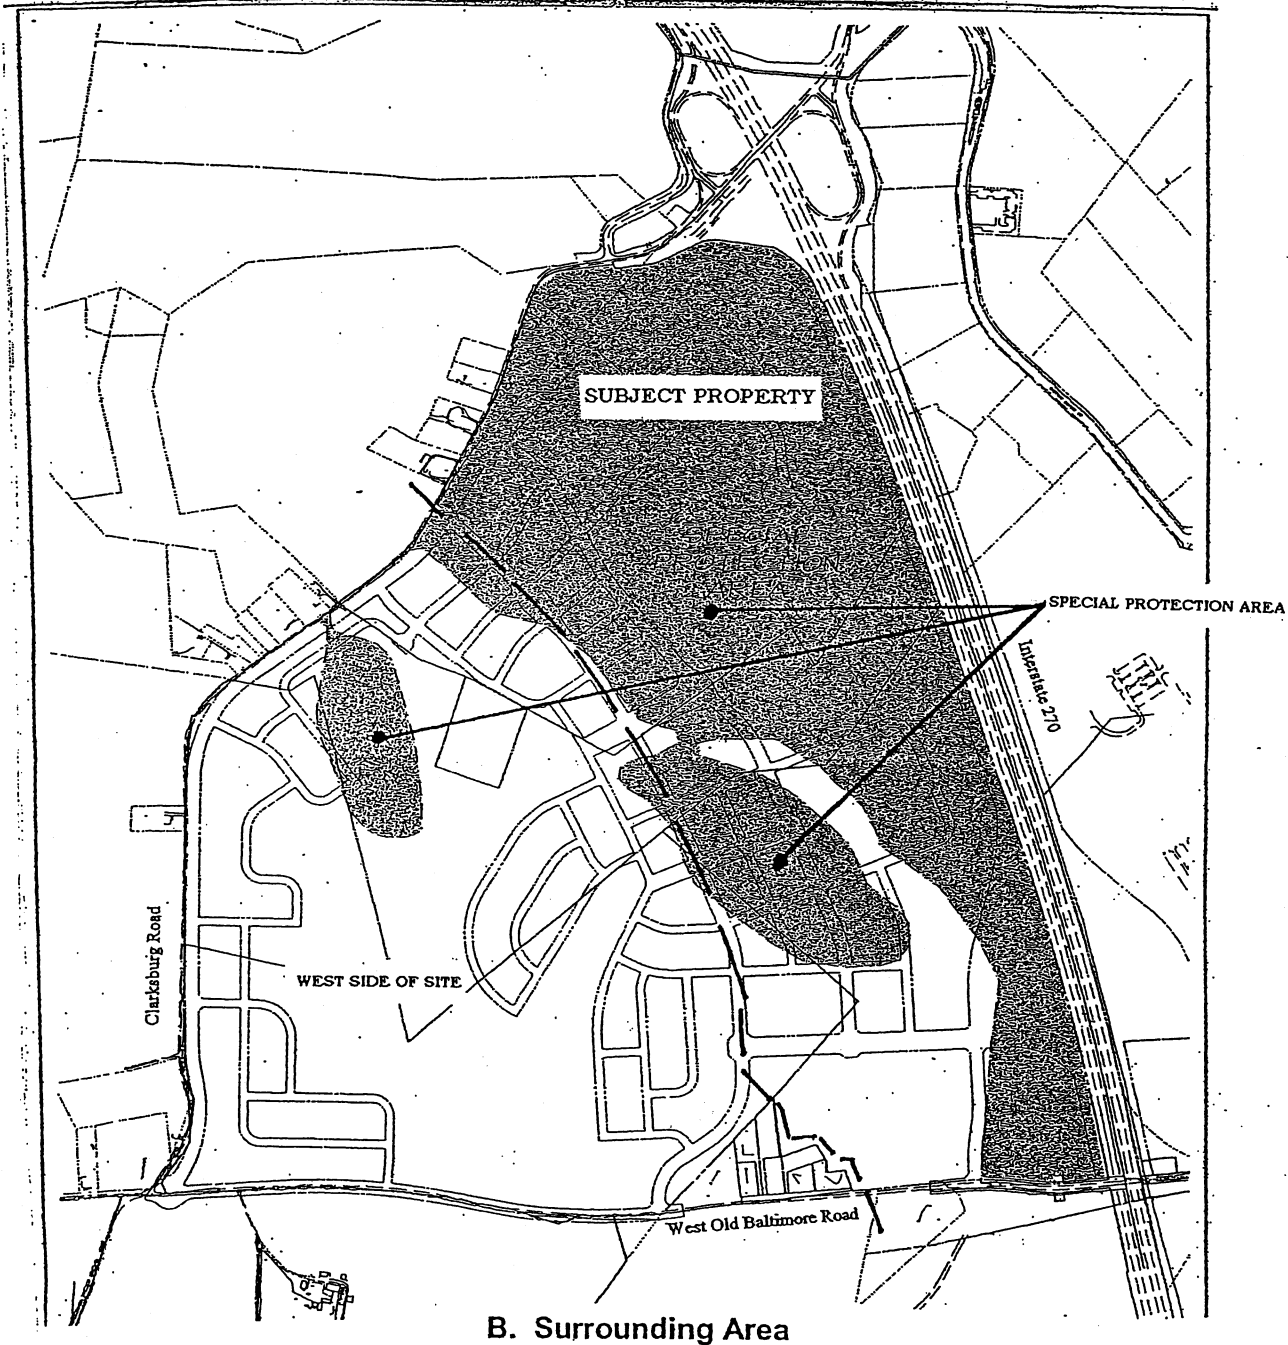 SUBJECT PROPERTY
SPECIAL PROTECTION AREA
Interstate 270
Clarksburg Road
WEST SIDE OF SITE
West Old Baltimore Road
B. Surrounding Area